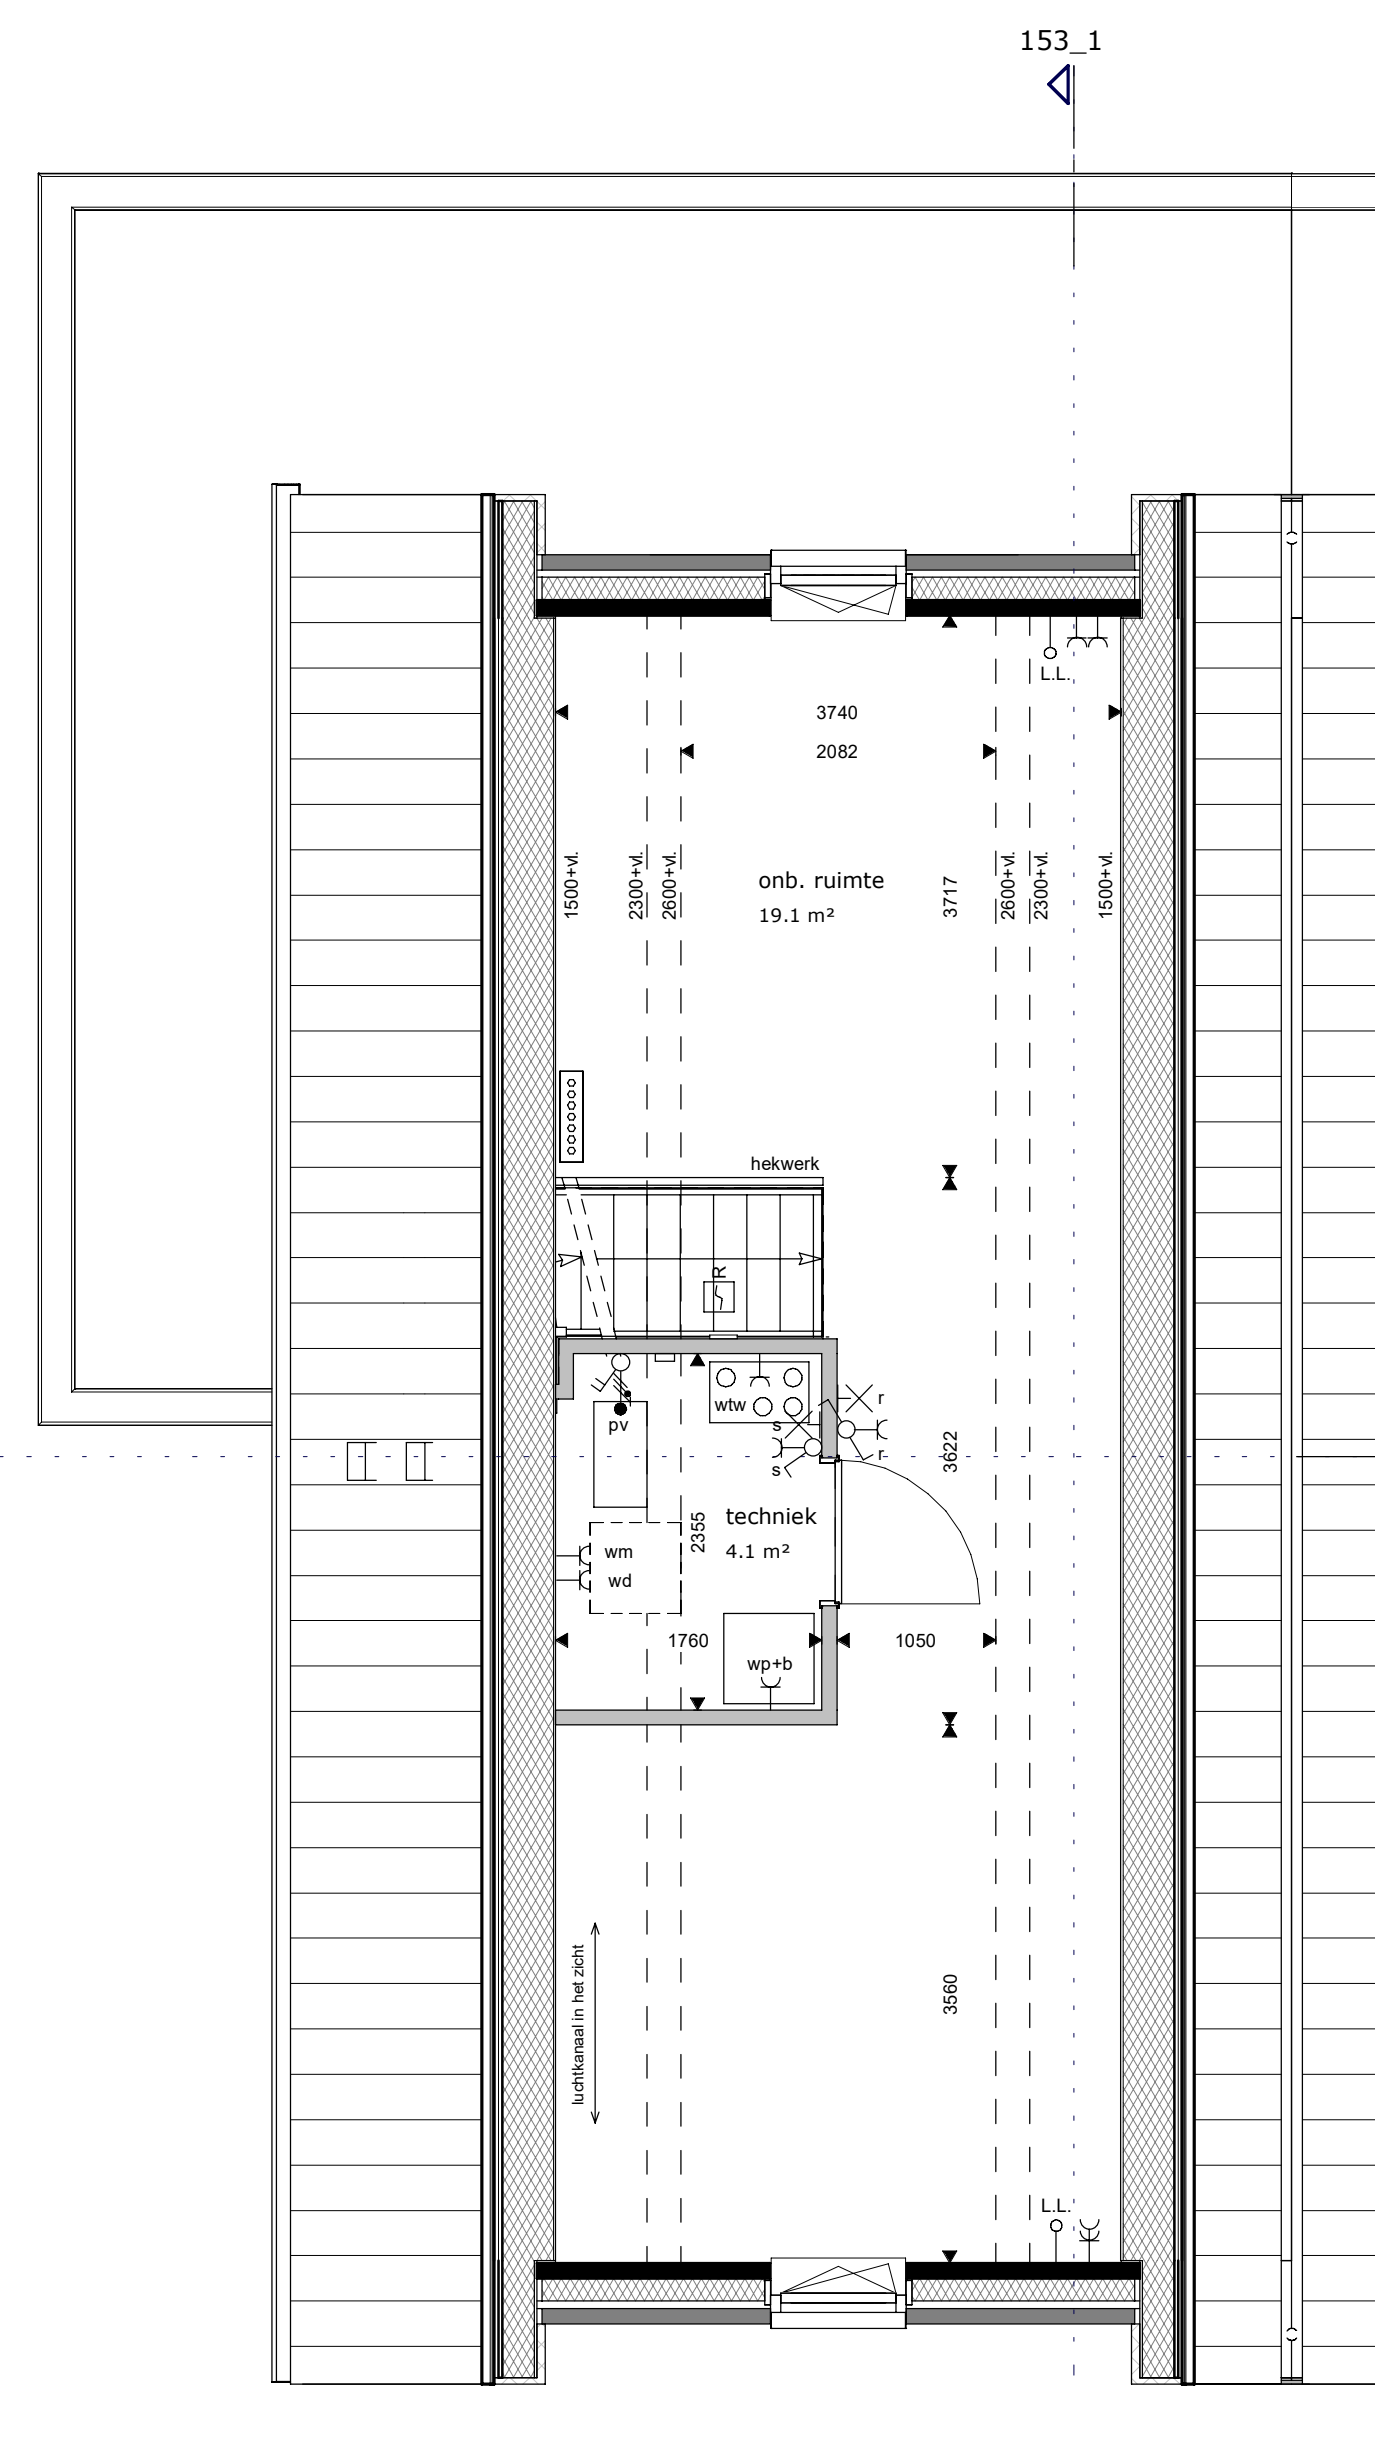 153_1
L.L.
3740
2082
1500+vl.
2300+vl.
2600+vl.
onb. ruimte
19.1 m²
3717
2600+vl.
2300+vl.
1500+vl.
hekwerk
R
wtw
pv
r
s
r
s
3622
techniek
4.1 m²
2355
wm
wd
1760
1050
wp+b
luchtkanaal in het zicht
3560
L.L.